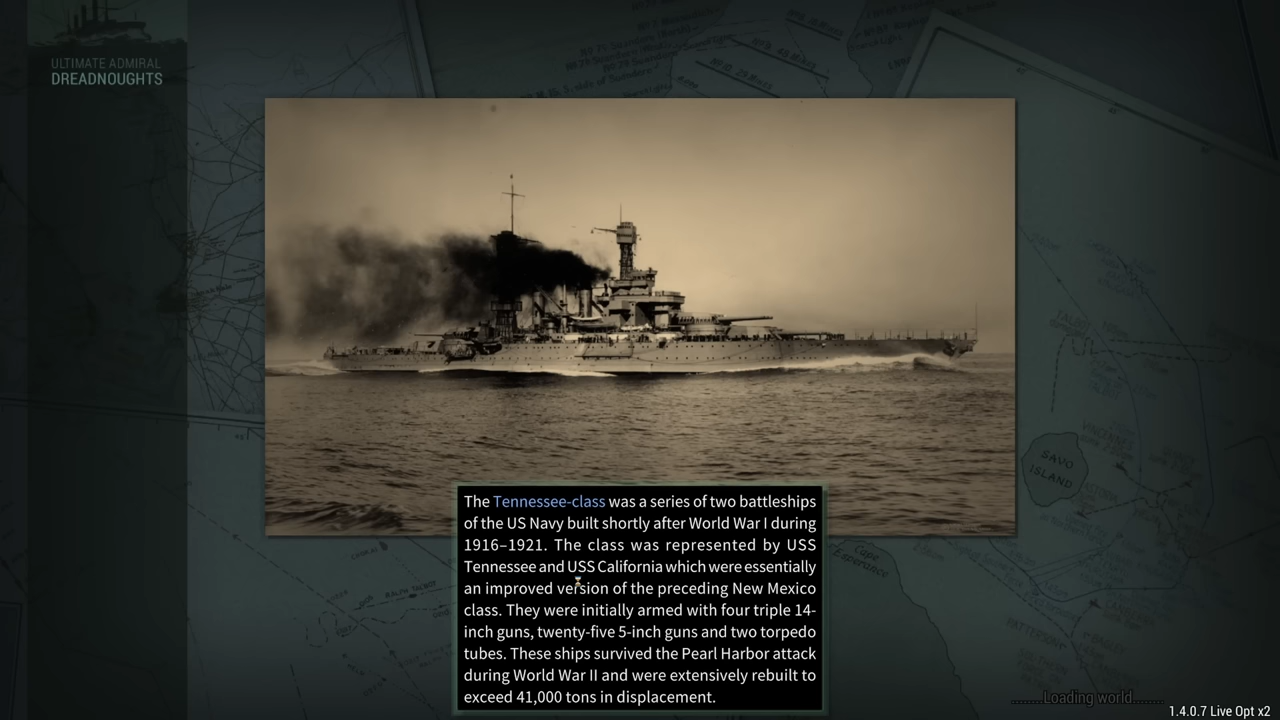 ULTIMATE ADMIRAL
DREADNOUGHTS
The Tennessee-class was a series of two battleships
of the US Navy built shortly after World War I during
1916–1921. The class was represented by USS
Tennessee and USS California which were essentially
an improved version of the preceding New Mexico
class. They were initially armed with four triple 14-
inch guns, twenty-five 5-inch guns and two torpedo
tubes. These ships survived the Pearl Harbor attack
during World War II and were extensively rebuilt to
exceed 41,000 tons in displacement.
SAVO
ISLAND
Cape
Esperance
RALPH TALBOT
.........Loading world.........
1.4.0.7 Live Opt x2